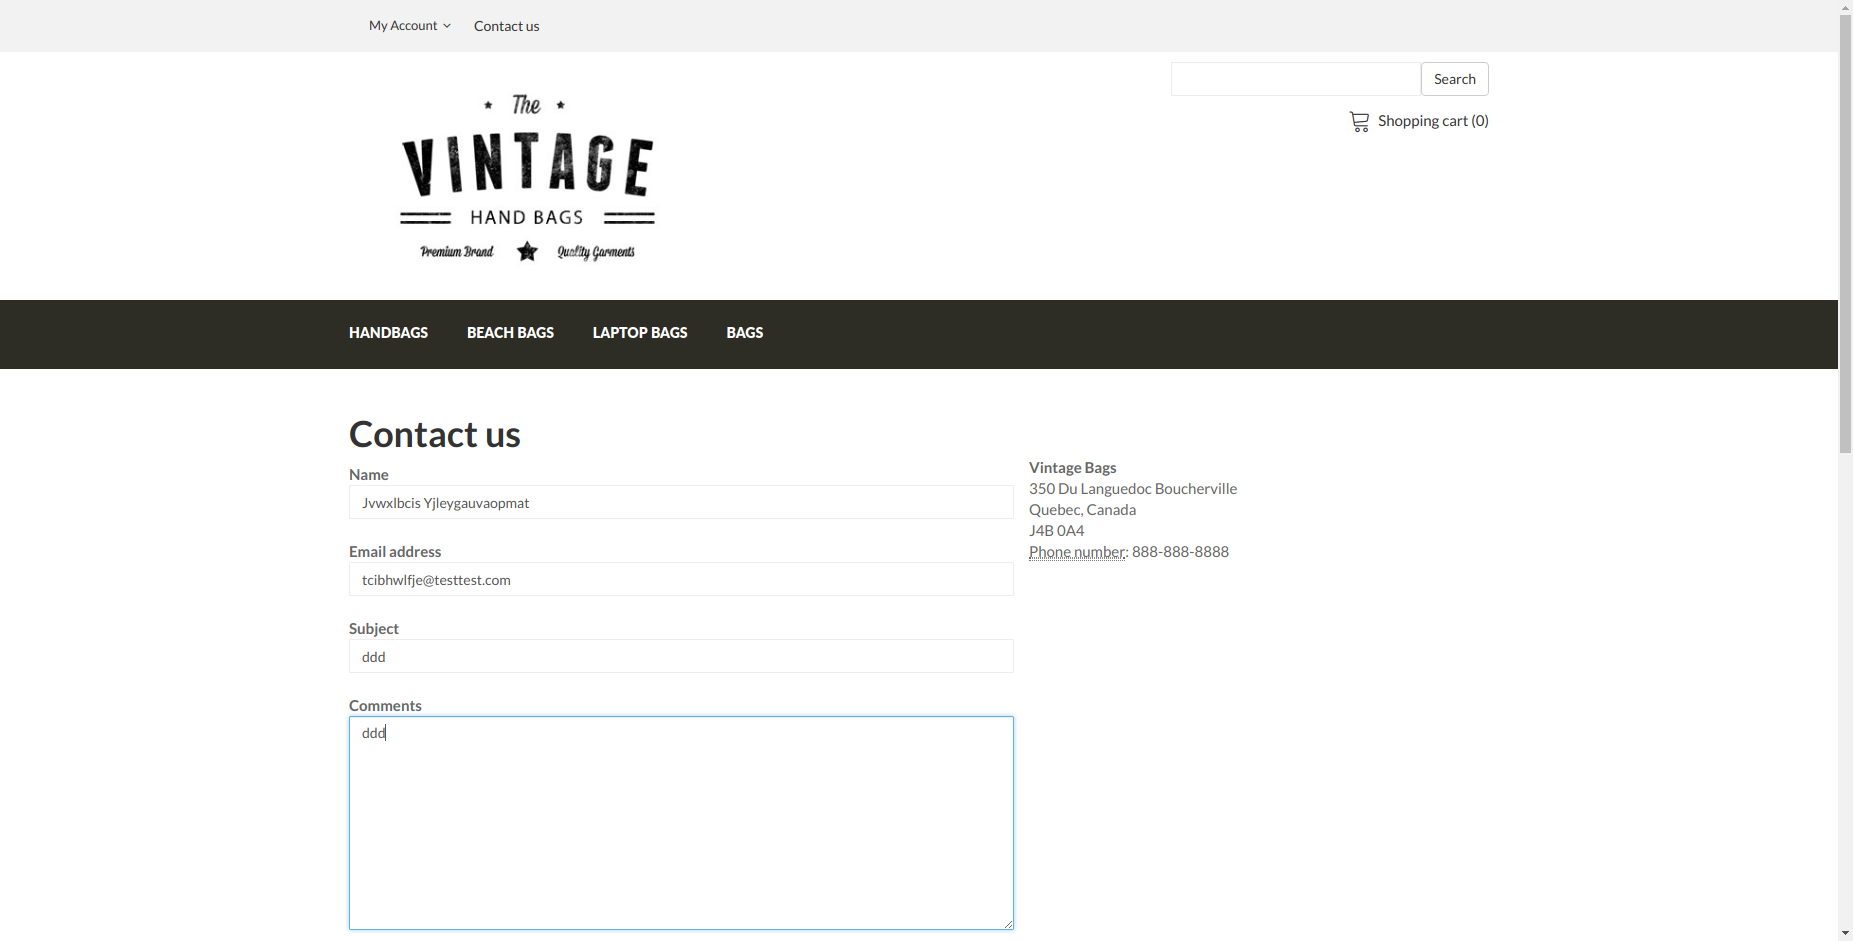 My Account
Contact us
Search
Shopping cart (0)
The
VINTAGE
HAND BAGS
Premium Brand
Quality Garments
HANDBAGS
BEACH BAGS
LAPTOP BAGS
BAGS
Contact us
Name
Jvwxlbcis Yjleygauvaopmat
Email address
tcibhwlfje@testtest.com
Subject
ddd
Comments
ddd
Vintage Bags
350 Du Languedoc Boucherville
Quebec, Canada
J4B 0A4
Phone number: 888-888-8888